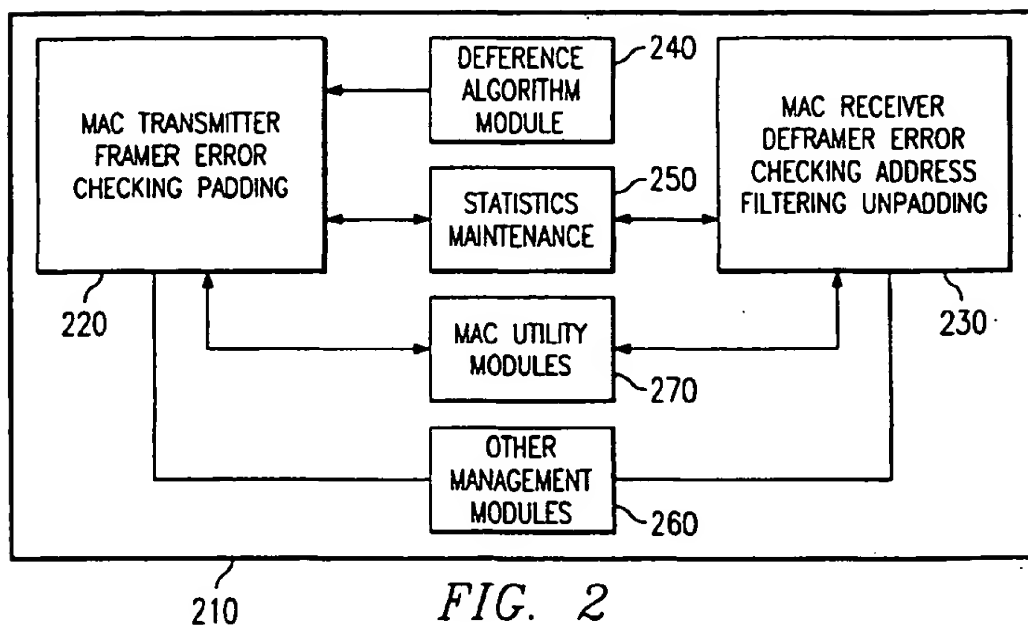 MAC TRANSMITTER
FRAMER ERROR
CHECKING PADDING
220
DEFERENCE
ALGORITHM
MODULE
240
STATISTICS
MAINTENANCE
250
MAC UTILITY
MODULES
270
OTHER
MANAGEMENT
MODULES
260
MAC RECEIVER
DEFRAMER ERROR
CHECKING ADDRESS
FILTERING UNPADDING
230
210
FIG. 2